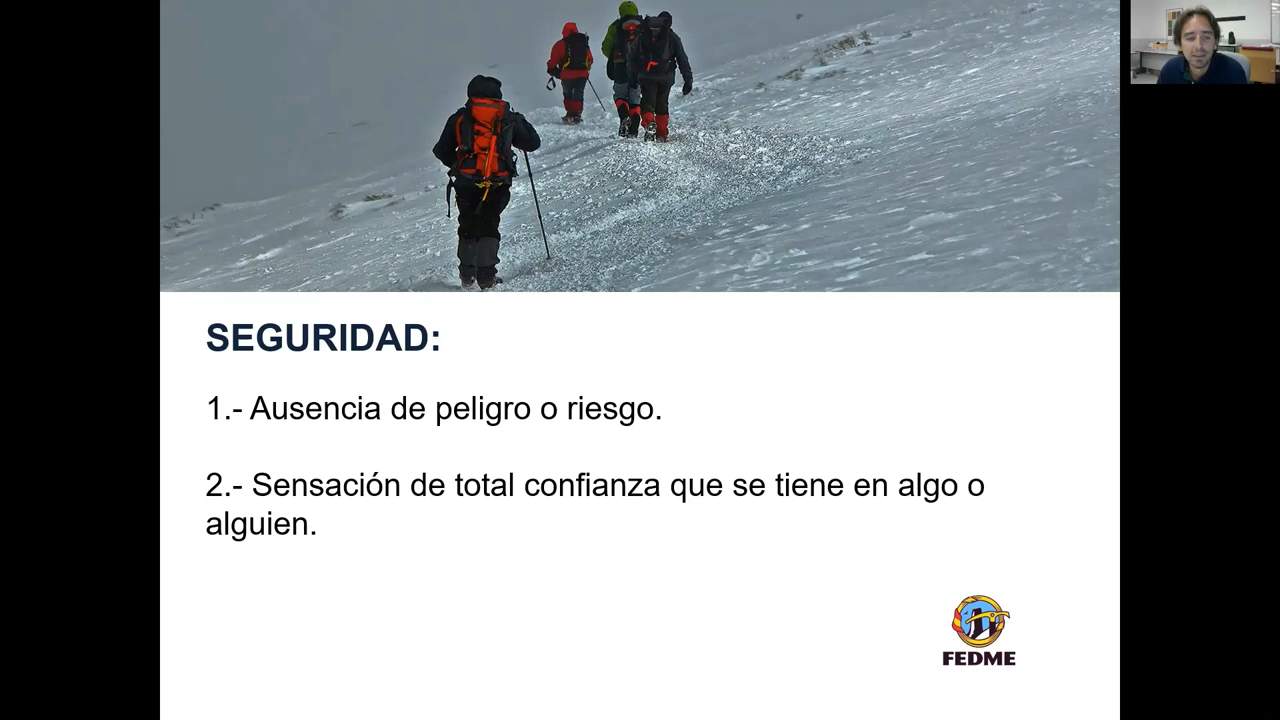 SEGURIDAD:
1.- Ausencia de peligro o riesgo.
2.- Sensación de total confianza que se tiene en algo o
alguien.
FEDME